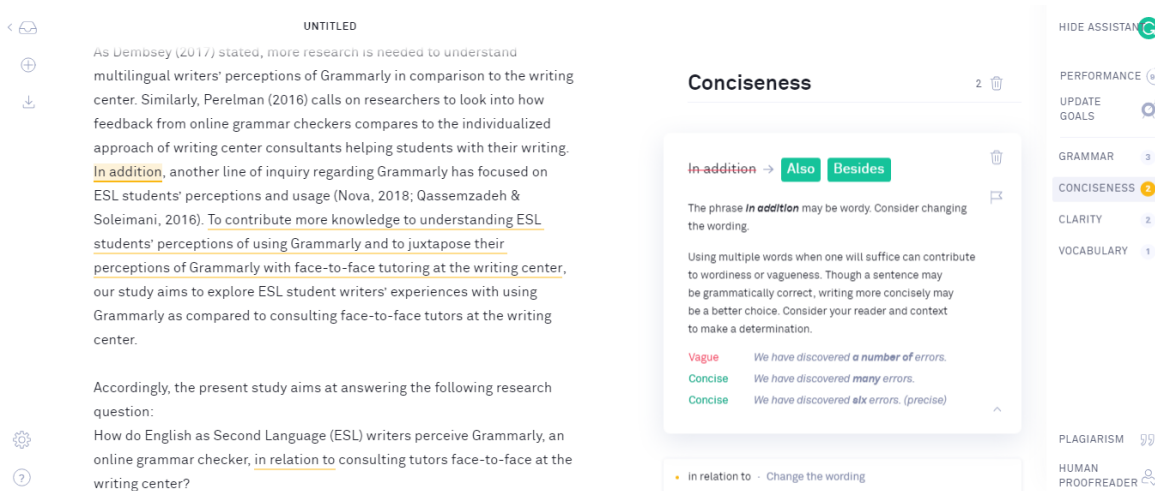 UNTITLED
As Dembsey (2017) stated, more research is needed to understand
multilingual writers' perceptions of Grammarly in comparison to the writing
center. Similarly, Perelman (2016) calls on researchers to look into how
feedback from online grammar checkers compares to the individualized
approach of writing center consultants helping students with their writing.
In addition, another line of inquiry regarding Grammarly has focused on
ESL students' perceptions and usage (Nova, 2018; Qassemzadeh &
Soleimani, 2016). To contribute more knowledge to understanding ESL
students' perceptions of using Grammarly and to juxtapose their
perceptions of Grammarly with face-to-face tutoring at the writing center,
our study aims to explore ESL student writers' experiences with using
Grammarly as compared to consulting face-to-face tutors at the writing
center.
Accordingly, the present study aims at answering the following research
question:
How do English as Second Language (ESL) writers perceive Grammarly, an
online grammar checker, in relation to consulting tutors face-to-face at the
writing center?
Conciseness 2
In addition → Also Besides
The phrase in addition may be wordy. Consider changing
the wording.
Using multiple words when one will suffice can contribute
to wordiness or vagueness. Though a sentence may
be grammatically correct, writing more concisely may
be a better choice. Consider your reader and context
to make a determination.
Vague We have discovered a number of errors.
Concise We have discovered many errors.
Concise We have discovered six errors. (precise)
in relation to · Change the wording
HIDE ASSISTANT
PERFORMANCE
UPDATE
GOALS
GRAMMAR 3
CONCISENESS 2
CLARITY 2
VOCABULARY 1
PLAGIARISM
HUMAN
PROOFREADER